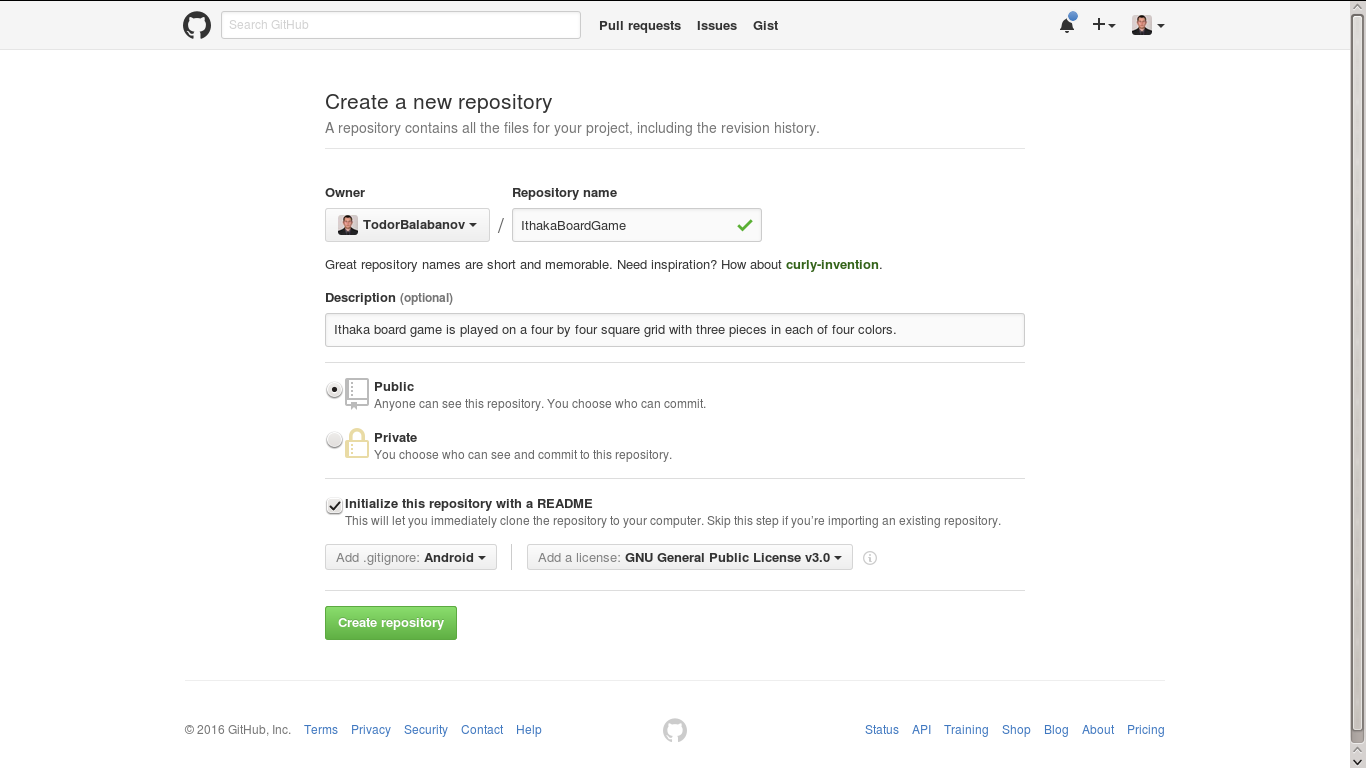 Search GitHub Pull requests Issues Gist
Create a new repository
A repository contains all the files for your project, including the revision history.
Owner Repository name
TodorBalabanov / IthakaBoardGame
Great repository names are short and memorable. Need inspiration? How about curly-invention.
Description (optional)
Ithaka board game is played on a four by four square grid with three pieces in each of four colors.
Public
Anyone can see this repository. You choose who can commit.
Private
You choose who can see and commit to this repository.
Initialize this repository with a README
This will let you immediately clone the repository to your computer. Skip this step if you’re importing an existing repository.
Add .gitignore: Android Add a license: GNU General Public License v3.0
Create repository
© 2016 GitHub, Inc. Terms Privacy Security Contact Help Status API Training Shop Blog About Pricing